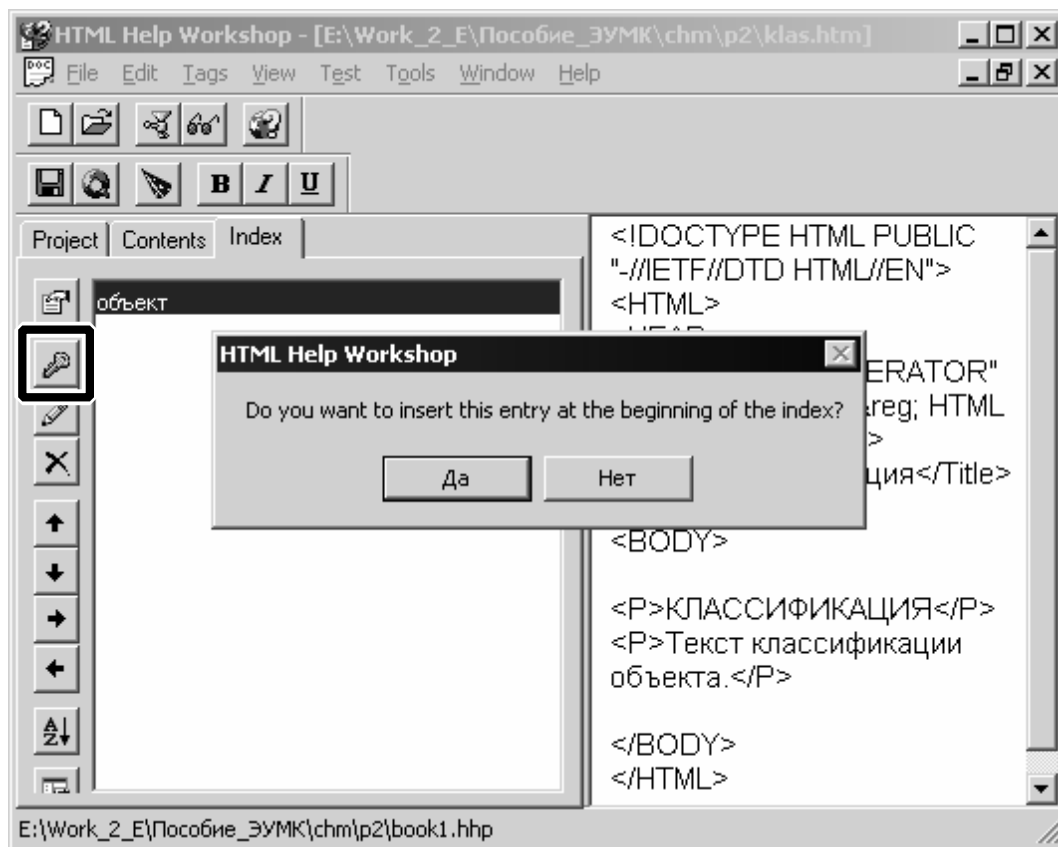 HTML Help Workshop - [E:\Work_2_E\Пособие_ЭУМК\chm\p2\klas.htm]
File Edit Tags View Test Tools Window Help
B I U
Project Contents Index
объект
HTML Help Workshop
Do you want to insert this entry at the beginning of the index?
Да Нет
<!DOCTYPE HTML PUBLIC
"-//IETF//DTD HTML//EN">
<HTML>
ERATOR"
&reg; HTML
>
ция</Title>
<BODY>
<P>КЛАССИФИКАЦИЯ</P>
<P>Текст классификации
объекта.</P>
</BODY>
</HTML>
E:\Work_2_E\Пособие_ЭУМК\chm\p2\book1.hhp